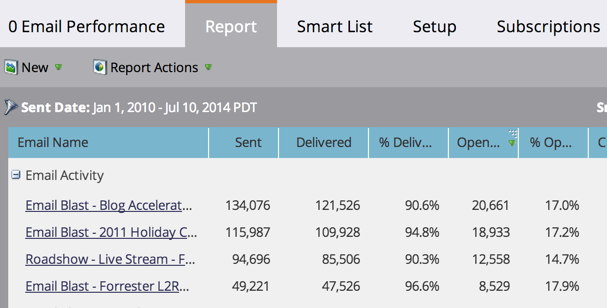 0 Email Performance Report Smart List Setup Subscriptions
New Report Actions
Sent Date: Jan 1, 2010 - Jul 10, 2014 PDT
Email Name Sent Delivered % Deliv... Open... % Op...
Email Activity
Email Blast - Blog Accelerat... 134,076 121,526 90.6% 20,661 17.0%
Email Blast - 2011 Holiday C... 115,987 109,928 94.8% 18,933 17.2%
Roadshow - Live Stream - F... 94,696 85,506 90.3% 12,558 14.7%
Email Blast - Forrester L2R... 49,221 47,526 96.6% 8,529 17.9%